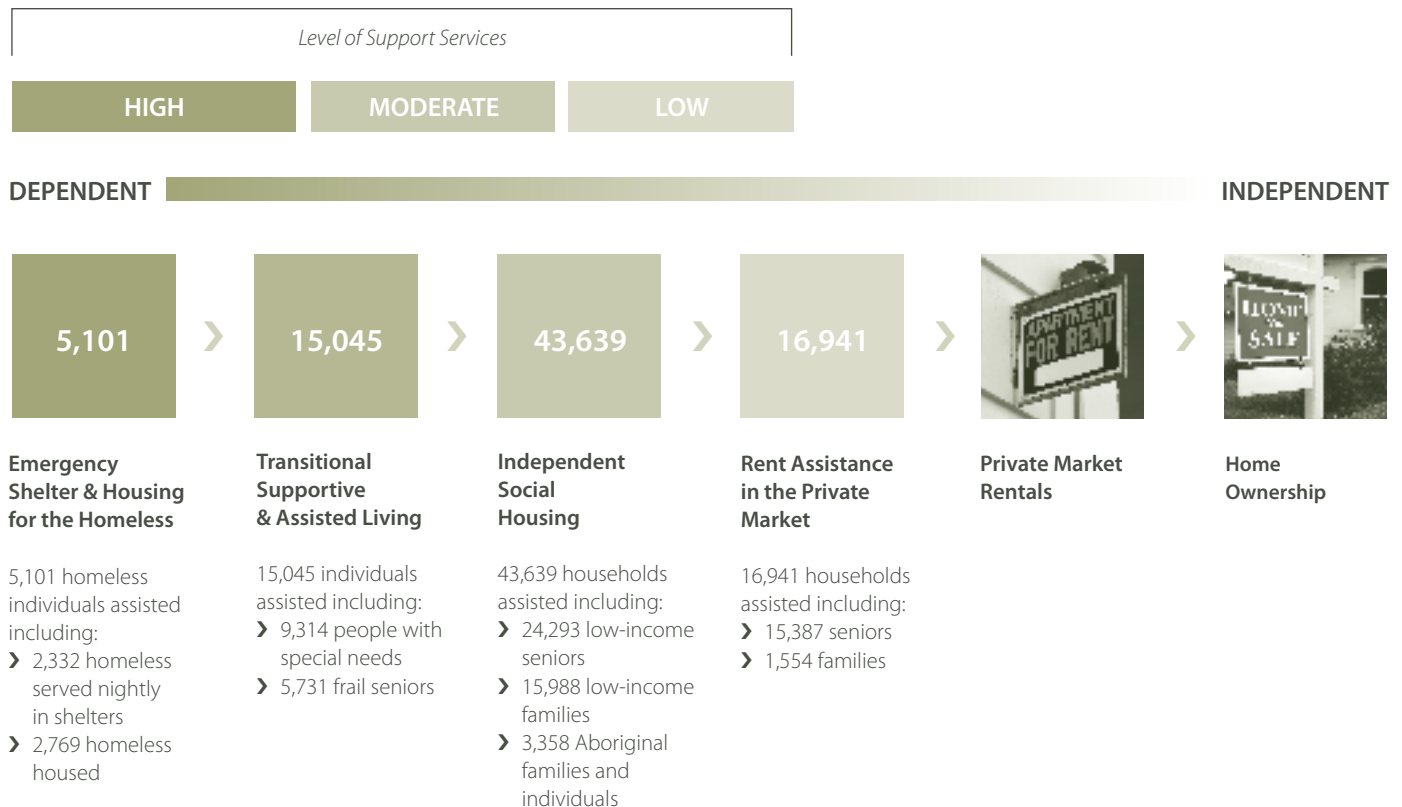 Level of Support Services
HIGH
MODERATE
LOW
DEPENDENT
INDEPENDENT
5,101
15,045
43,639
16,941
APARTMENT
FOR RENT
HOME
SALE
Emergency
Shelter & Housing
for the Homeless
5,101 homeless
individuals assisted
including:
› 2,332 homeless
served nightly
in shelters
› 2,769 homeless
housed
Transitional
Supportive
& Assisted Living
15,045 individuals
assisted including:
› 9,314 people with
special needs
› 5,731 frail seniors
Independent
Social
Housing
43,639 households
assisted including:
› 24,293 low-income
seniors
› 15,988 low-income
families
› 3,358 Aboriginal
families and
individuals
Rent Assistance
in the Private
Market
16,941 households
assisted including:
› 15,387 seniors
› 1,554 families
Private Market
Rentals
Home
Ownership